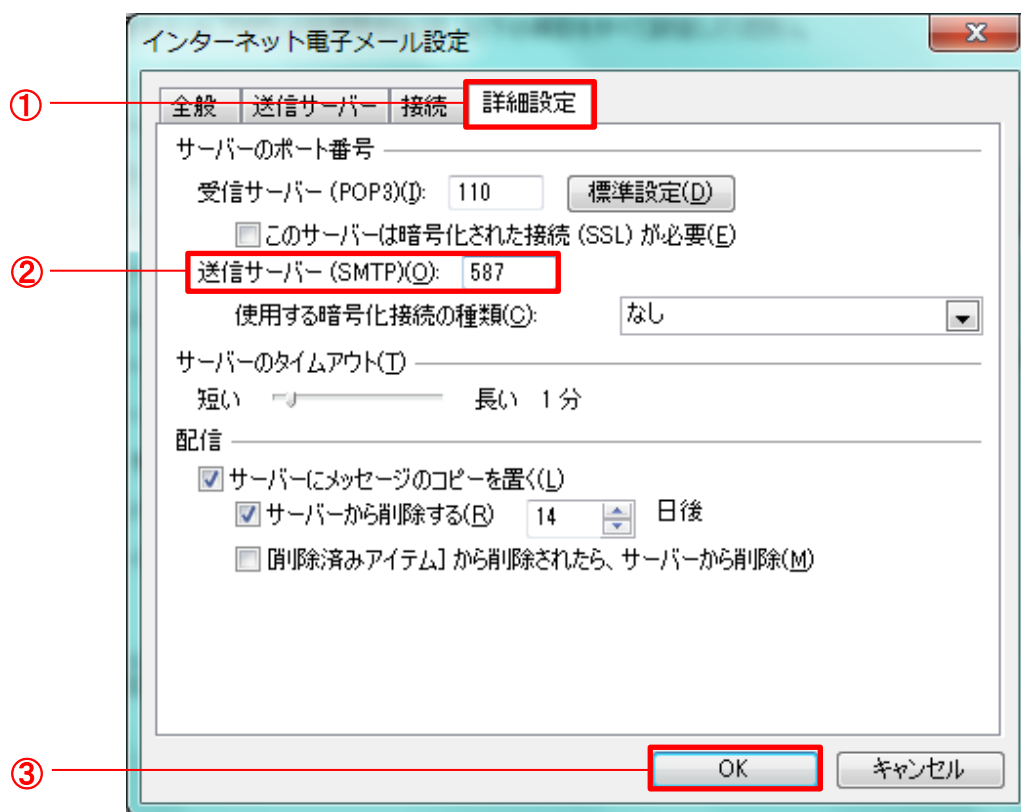 インターネット電子メール設定
① 全般 送信サーバー 接続 詳細設定
サーバーのポート番号
受信サーバー (POP3)(I): 110 標準設定(D)
このサーバーは暗号化された接続 (SSL) が必要(E)
② 送信サーバー (SMTP)(O): 587
使用する暗号化接続の種類(C): なし
サーバーのタイムアウト(T)
短い 長い 1 分
配信
サーバーにメッセージのコピーを置く(L)
サーバーから削除する(R) 14 日後
[削除済みアイテム] から削除されたら、サーバーから削除(M)
③ OK キャンセル